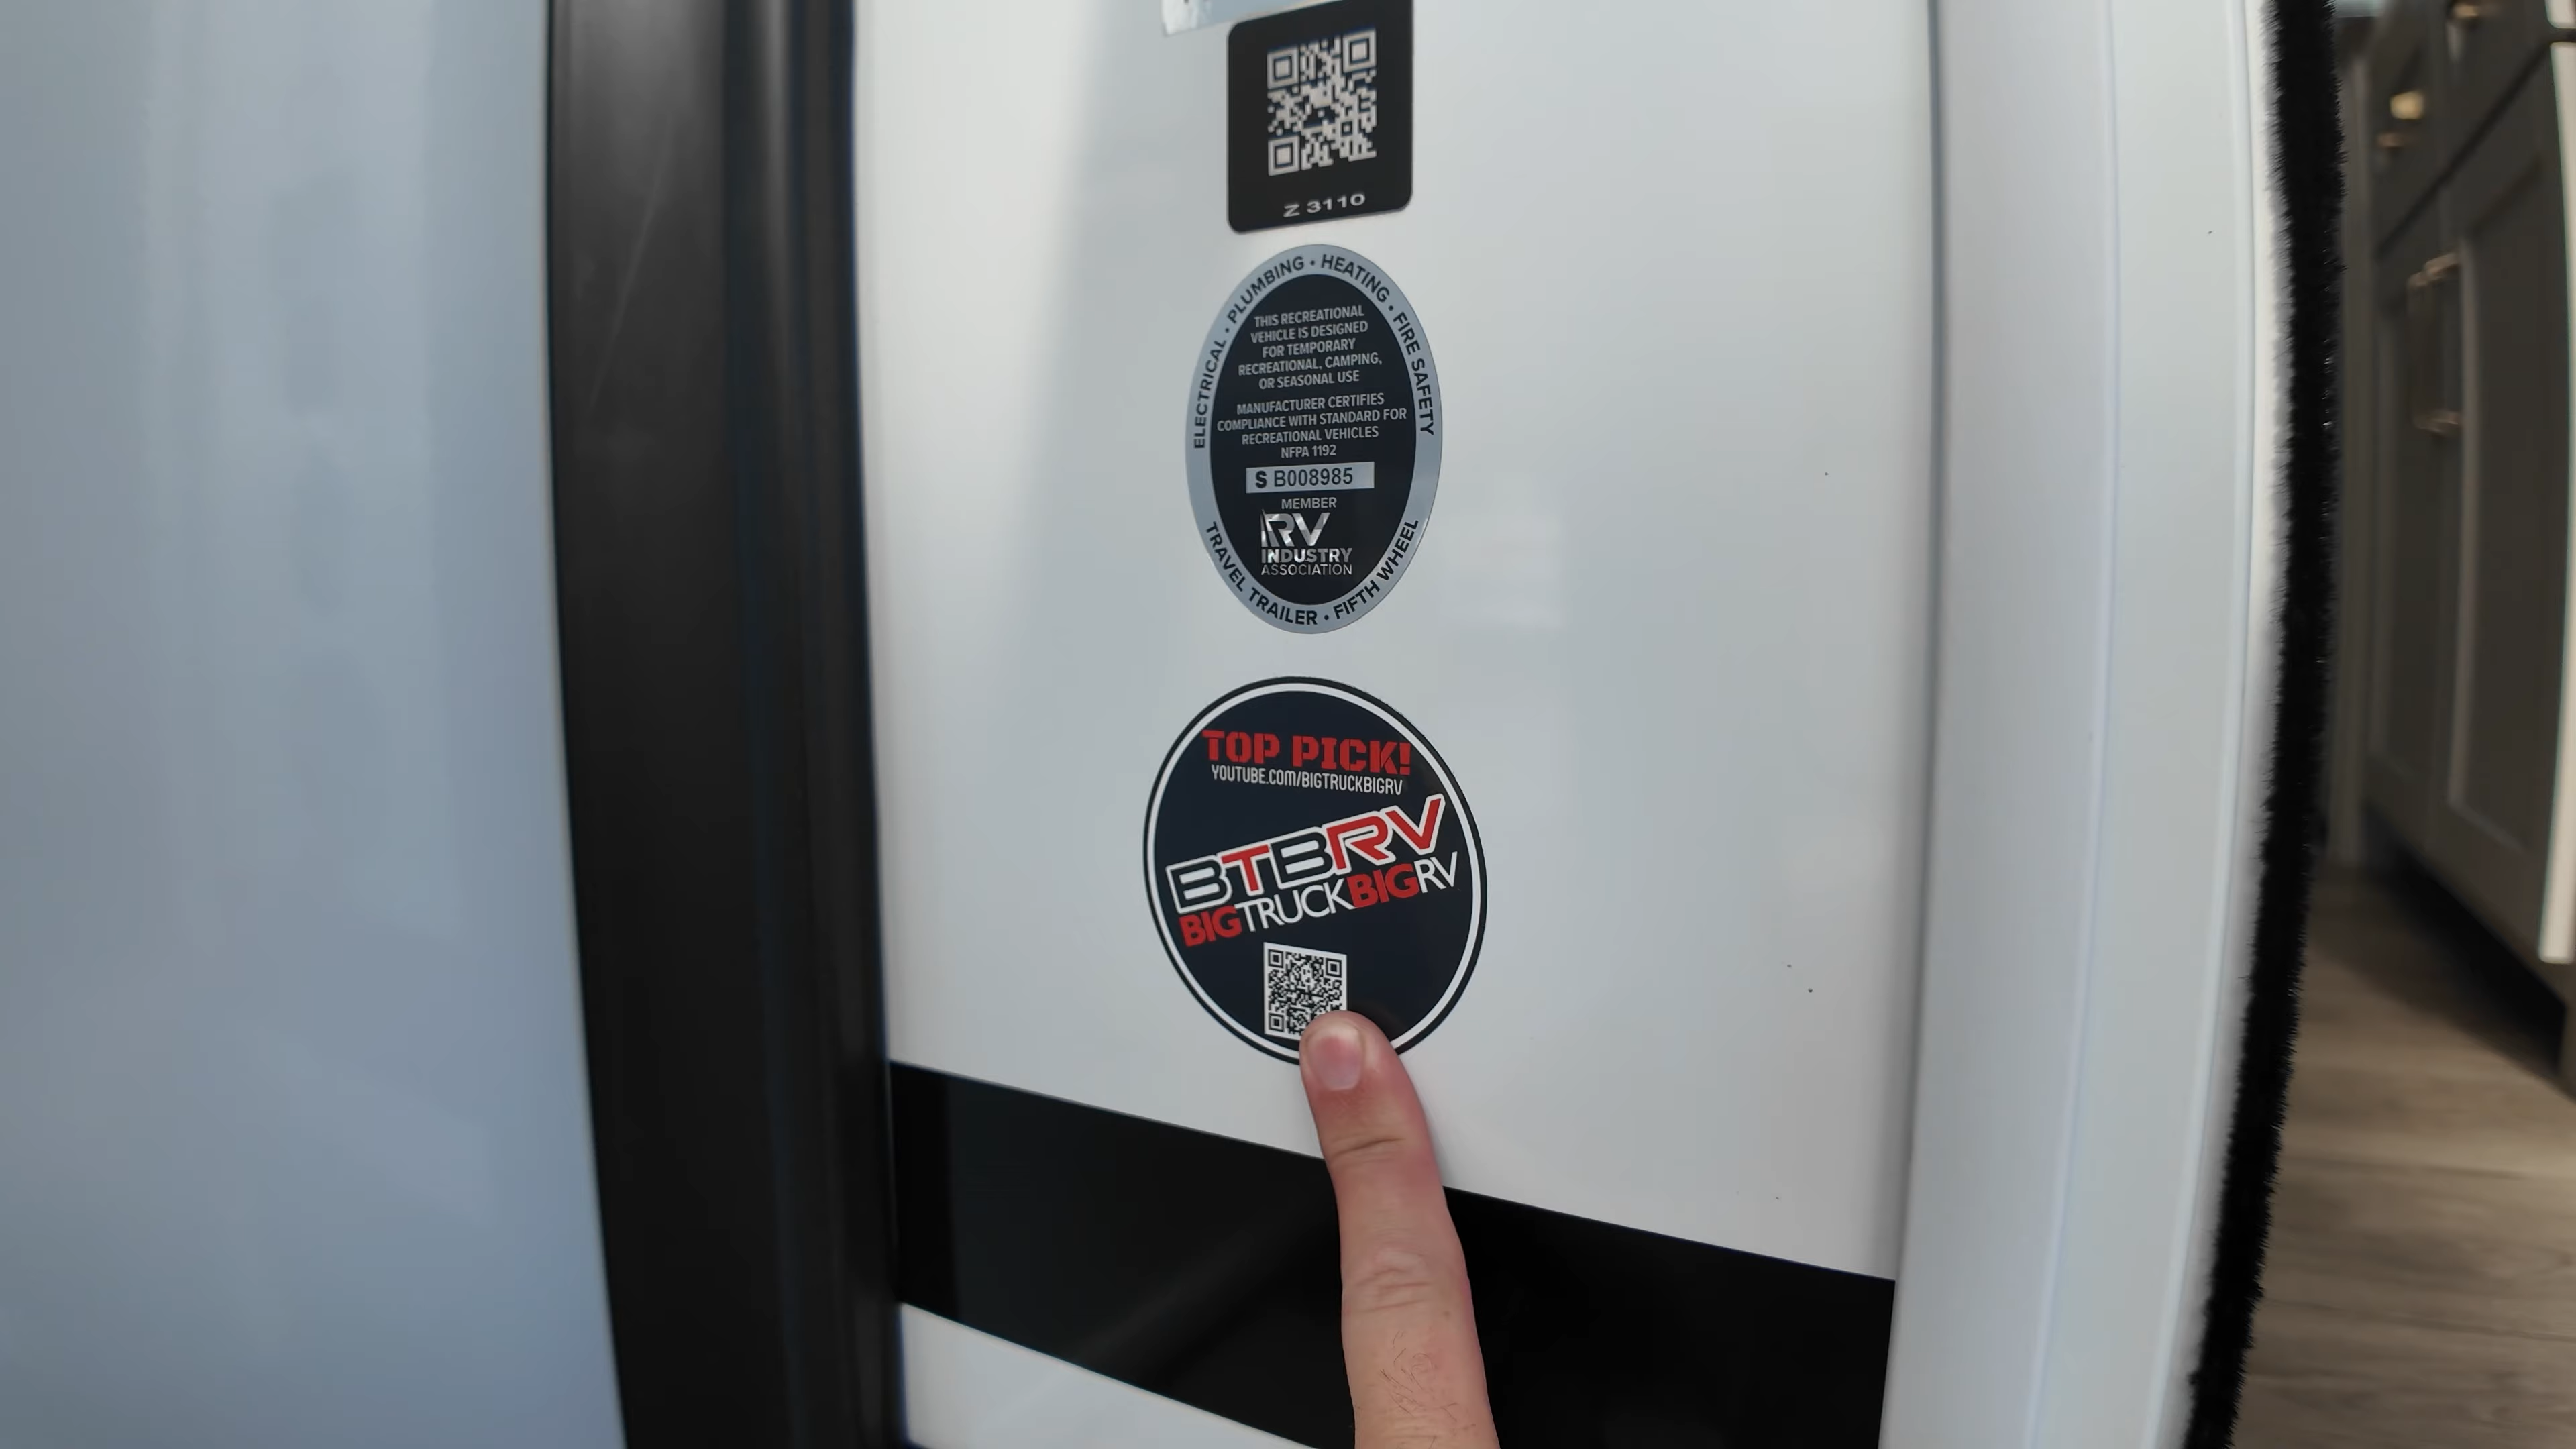 Z 3110
ELECTRICAL • PLUMBING • HEATING • FIRE SAFETY
THIS RECREATIONAL
VEHICLE IS DESIGNED
FOR TEMPORARY
RECREATIONAL, CAMPING,
OR SEASONAL USE
MANUFACTURER CERTIFIES
COMPLIANCE WITH STANDARD FOR
RECREATIONAL VEHICLES
NFPA 1192
S B008985
MEMBER
RV
INDUSTRY
ASSOCIATION
TRAVEL TRAILER • FIFTH WHEEL
TOP PICK!
YOUTUBE.COM/BIGTRUCKBIGRV
BTBRV
BIGTRUCKBIGRV